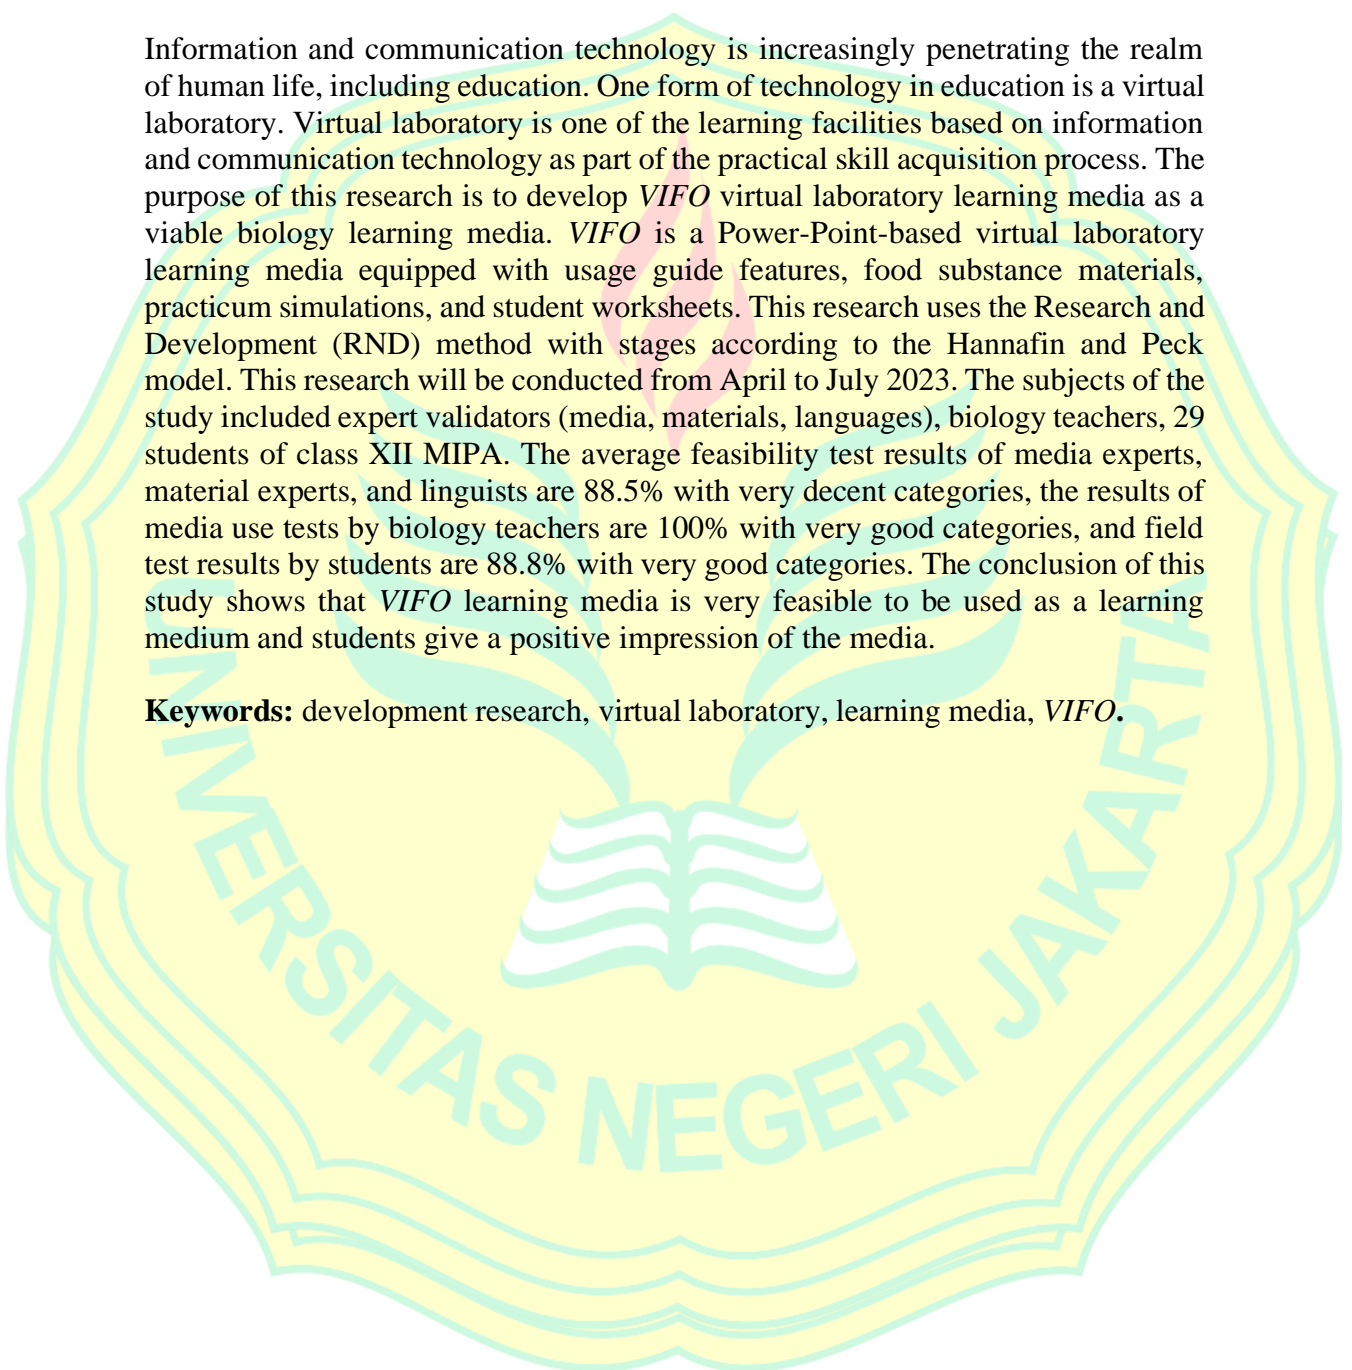 Information and communication technology is increasingly penetrating the realm
of human life, including education. One form of technology in education is a virtual
laboratory. Virtual laboratory is one of the learning facilities based on information
and communication technology as part of the practical skill acquisition process. The
purpose of this research is to develop VIFO virtual laboratory learning media as a
viable biology learning media. VIFO is a Power-Point-based virtual laboratory
learning media equipped with usage guide features, food substance materials,
practicum simulations, and student worksheets. This research uses the Research and
Development (RND) method with stages according to the Hannafin and Peck
model. This research will be conducted from April to July 2023. The subjects of the
study included expert validators (media, materials, languages), biology teachers, 29
students of class XII MIPA. The average feasibility test results of media experts,
material experts, and linguists are 88.5% with very decent categories, the results of
media use tests by biology teachers are 100% with very good categories, and field
test results by students are 88.8% with very good categories. The conclusion of this
study shows that VIFO learning media is very feasible to be used as a learning
medium and students give a positive impression of the media.
Keywords: development research, virtual laboratory, learning media, VIFO.
UNIVERSITAS NEGERI JAKARTA